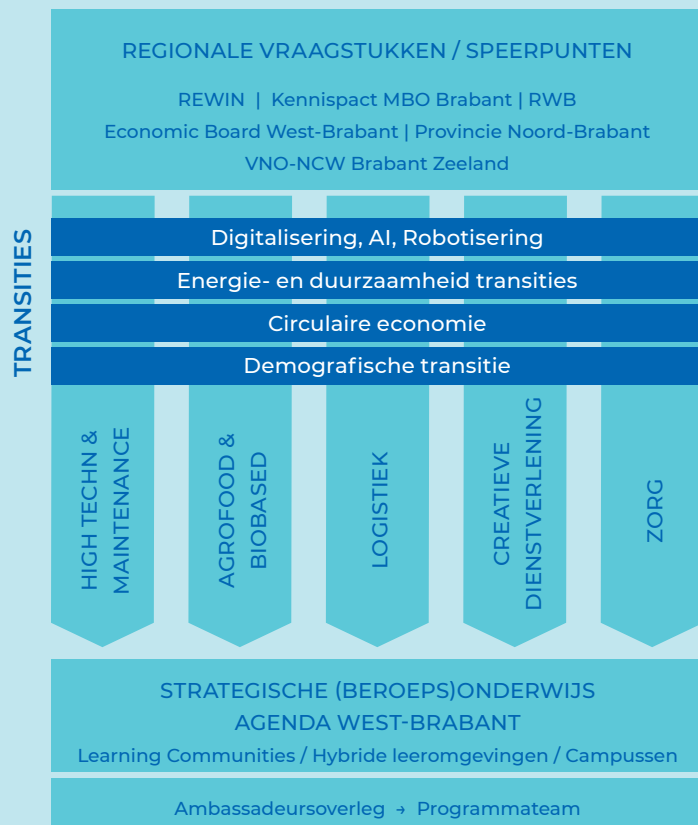 REGIONALE VRAAGSTUKKEN / SPEERPUNTEN
REWIN | Kennispact MBO Brabant | RWB
Economic Board West-Brabant | Provincie Noord-Brabant
VNO-NCW Brabant Zeeland
TRANSITIES
Digitalisering, AI, Robotisering
Energie- en duurzaamheid transities
Circulaire economie
Demografische transitie
HIGH TECHN &
MAINTENANCE
AGROFOOD &
BIOBASED
LOGISTIEK
CREATIEVE
DIENSTVERLENING
ZORG
STRATEGISCHE (BEROEPS)ONDERWIJS
AGENDA WEST-BRABANT
Learning Communities / Hybride leeromgevingen / Campussen
Ambassadeursoverleg → Programmateam